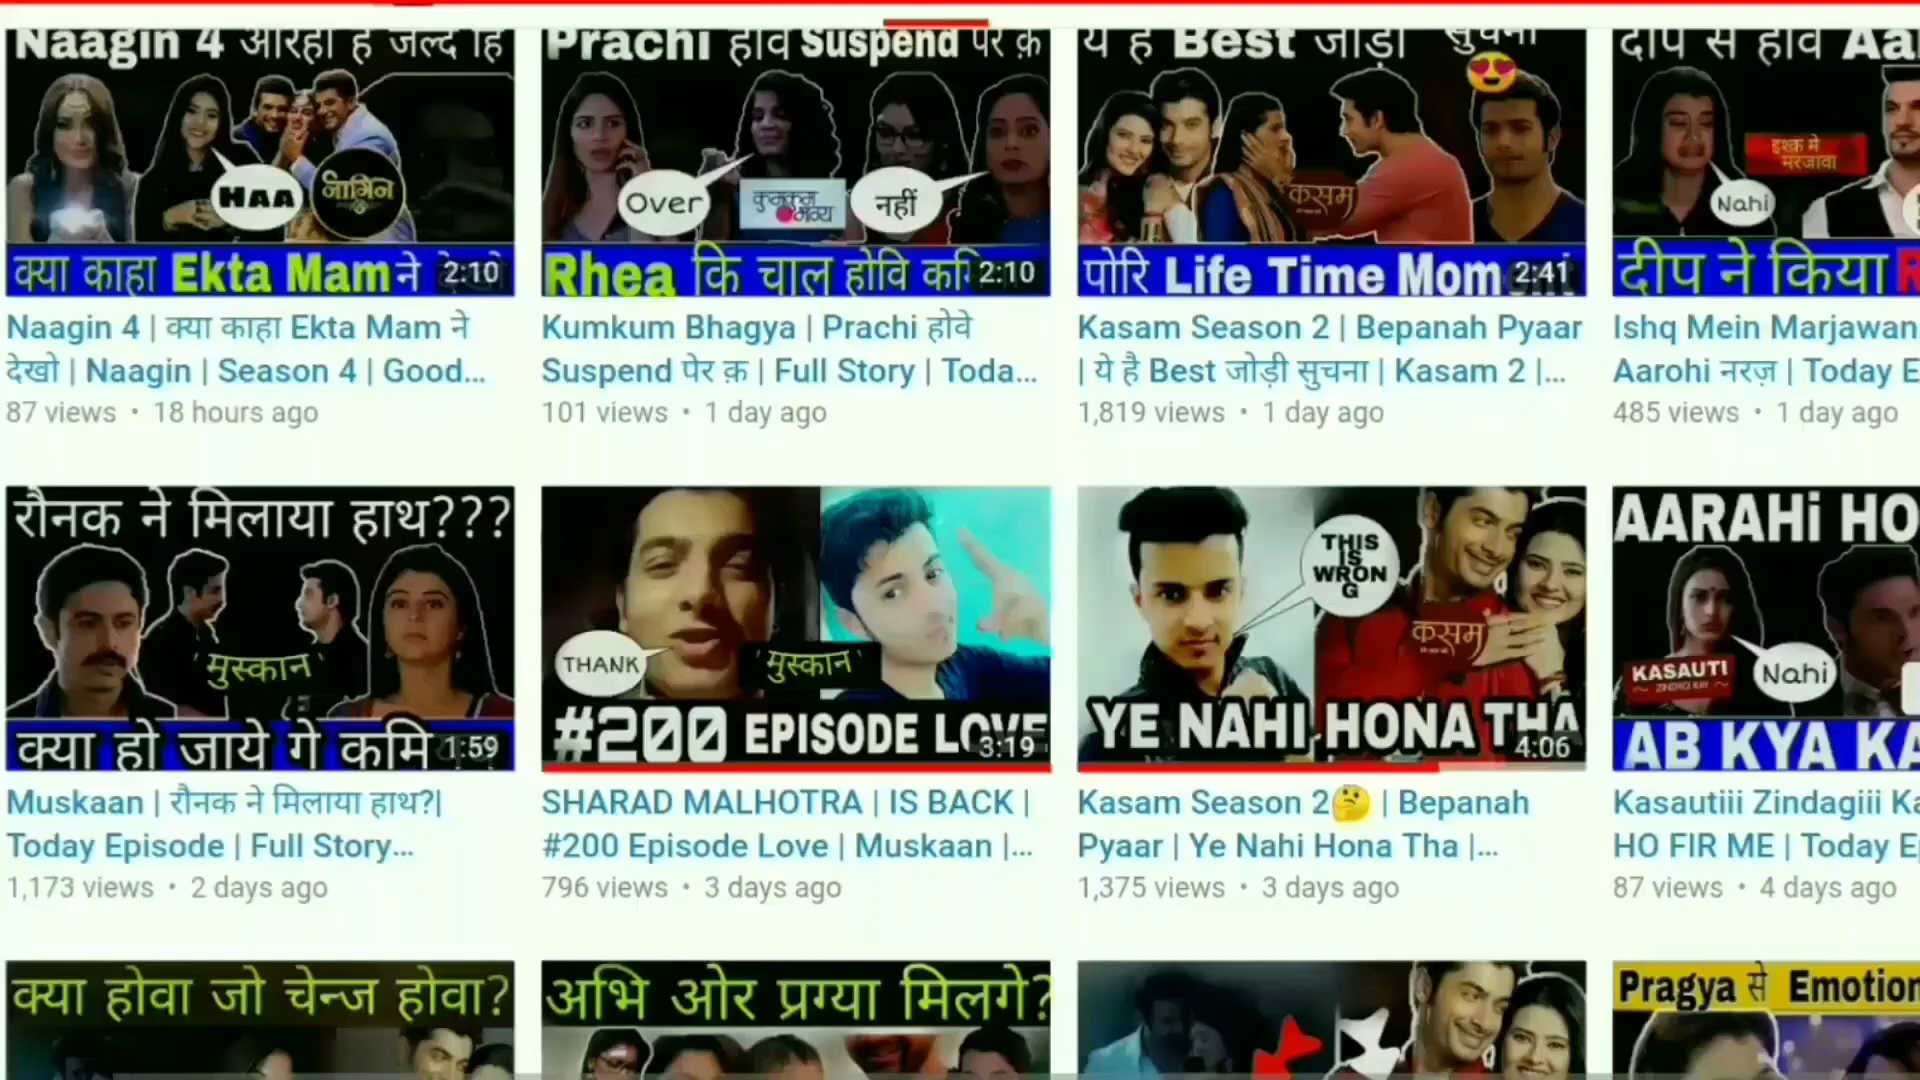 Naagin 4 आरहा है जल्द हि
HAA
नागिन
क्या काहा Ekta Mam ने
2:10
Naagin 4 | क्या काहा Ekta Mam ने
देखो | Naagin | Season 4 | Good...
87 views • 18 hours ago
Prachi होवे Suspend पेर क़
Over
कुमकुम
भाग्य
नहीं
Rhea कि चाल होवि
2:10
Kumkum Bhagya | Prachi होवे
Suspend पेर क़ | Full Story | Toda...
101 views • 1 day ago
ये है Best जोड़ी सुचना
कसम
पोरि Life Time Mom
2:41
Kasam Season 2 | Bepanah Pyaar
| ये है Best जोड़ी सुचना | Kasam 2 |...
1,819 views • 1 day ago
दीप से होवे Aa
इश्क़ में
मरजावां
Nahi
दीप ने किया R
Ishq Mein Marjawan
Aarohi नरज़ | Today E
485 views • 1 day ago
रौनक ने मिलाया हाथ???
मुस्कान
क्या हो जाये गे कमि
1:59
Muskaan | रौनक ने मिलाया हाथ?|
Today Episode | Full Story...
1,173 views • 2 days ago
THANK
मुस्कान
#200 EPISODE LOVE
3:19
SHARAD MALHOTRA | IS BACK |
#200 Episode Love | Muskaan |...
796 views • 3 days ago
THIS
IS
WRON
G
कसम
YE NAHI HONA THA
4:06
Kasam Season 2🤔 | Bepanah
Pyaar | Ye Nahi Hona Tha |...
1,375 views • 3 days ago
AARAHi HO
KASAUTI
ZINDAGII KAY
Nahi
AB KYA KA
Kasautiii Zindagiii Ka
HO FIR ME | Today E
87 views • 4 days ago
क्या होवा जो चेन्ज होवा?
अभि ओर प्रग्या मिलगे?
Pragya से Emotion